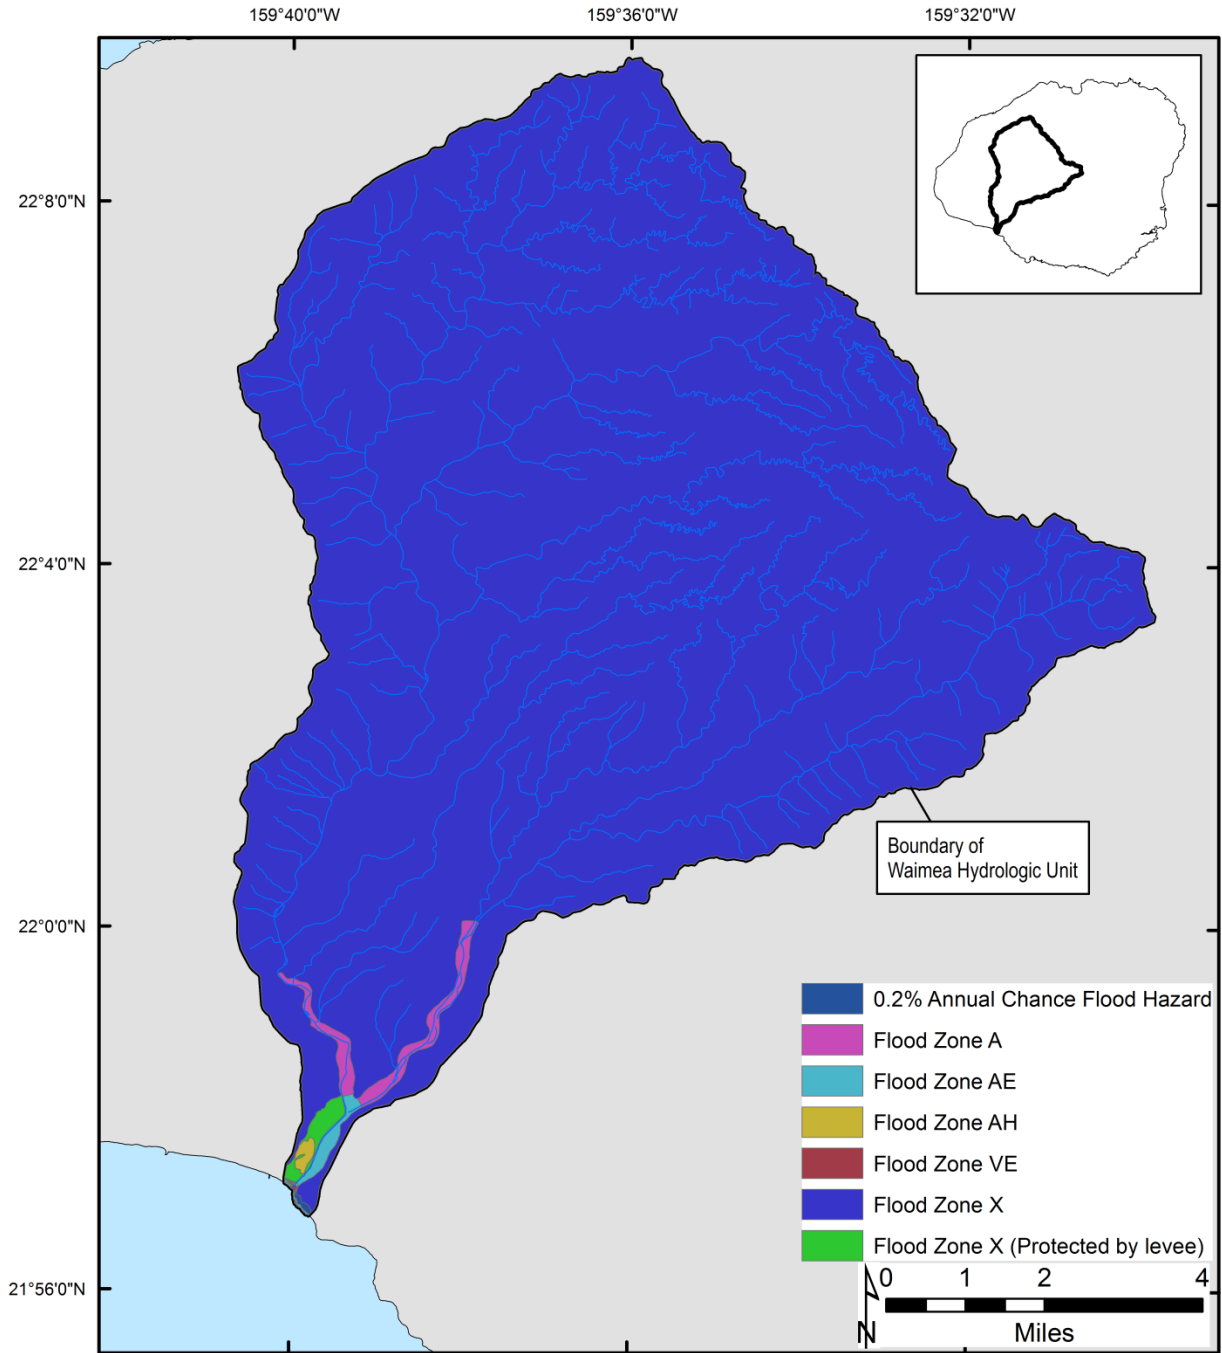 159°40'0"W
159°36'0"W
159°32'0"W
22°8'0"N
22°4'0"N
22°0'0"N
21°56'0"N
Boundary of
Waimea Hydrologic Unit
0.2% Annual Chance Flood Hazard
Flood Zone A
Flood Zone AE
Flood Zone AH
Flood Zone VE
Flood Zone X
Flood Zone X (Protected by levee)
0 1 2 4
N
Miles